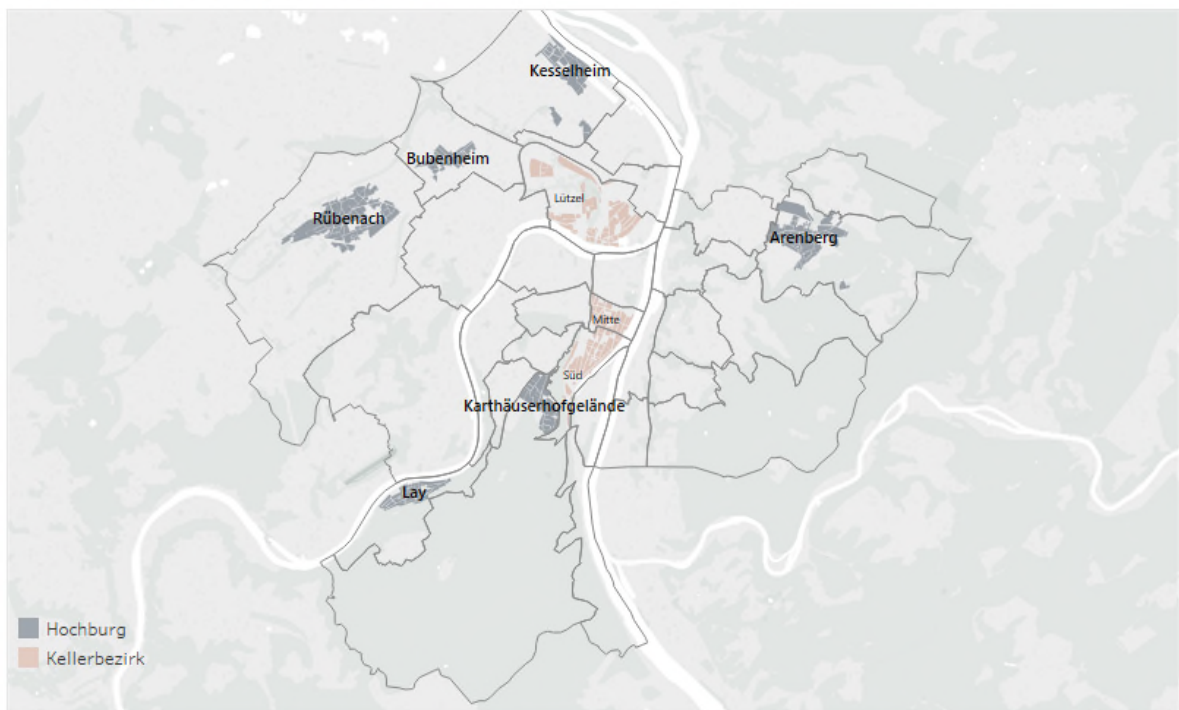 Kesselheim
Bubenheim
Lützel
Rübenach
Arenberg
Mitte
Süd
Karthäuserhofgelände
Lay
Hochburg
Kellerbezirk